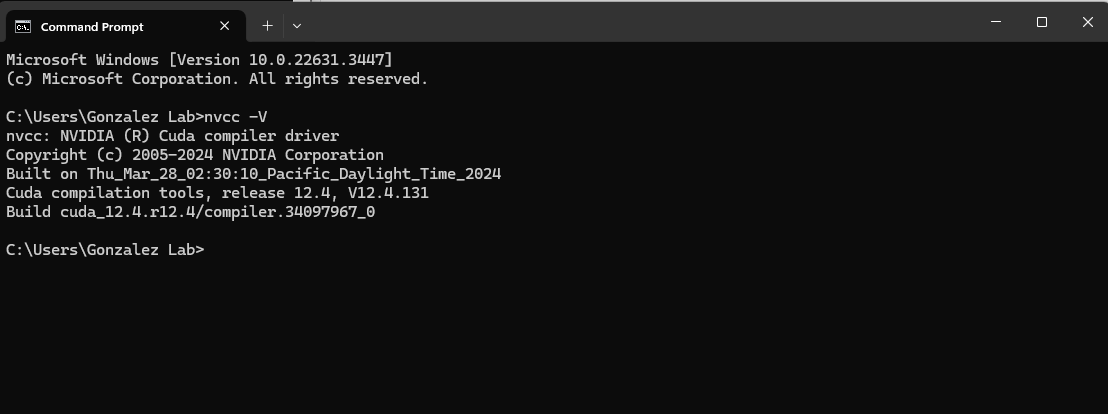 Command Prompt
Microsoft Windows [Version 10.0.22631.3447]
(c) Microsoft Corporation. All rights reserved.
C:\Users\Gonzalez Lab>nvcc -V
nvcc: NVIDIA (R) Cuda compiler driver
Copyright (c) 2005-2024 NVIDIA Corporation
Built on Thu_Mar_28_02:30:10_Pacific_Daylight_Time_2024
Cuda compilation tools, release 12.4, V12.4.131
Build cuda_12.4.r12.4/compiler.34097967_0
C:\Users\Gonzalez Lab>